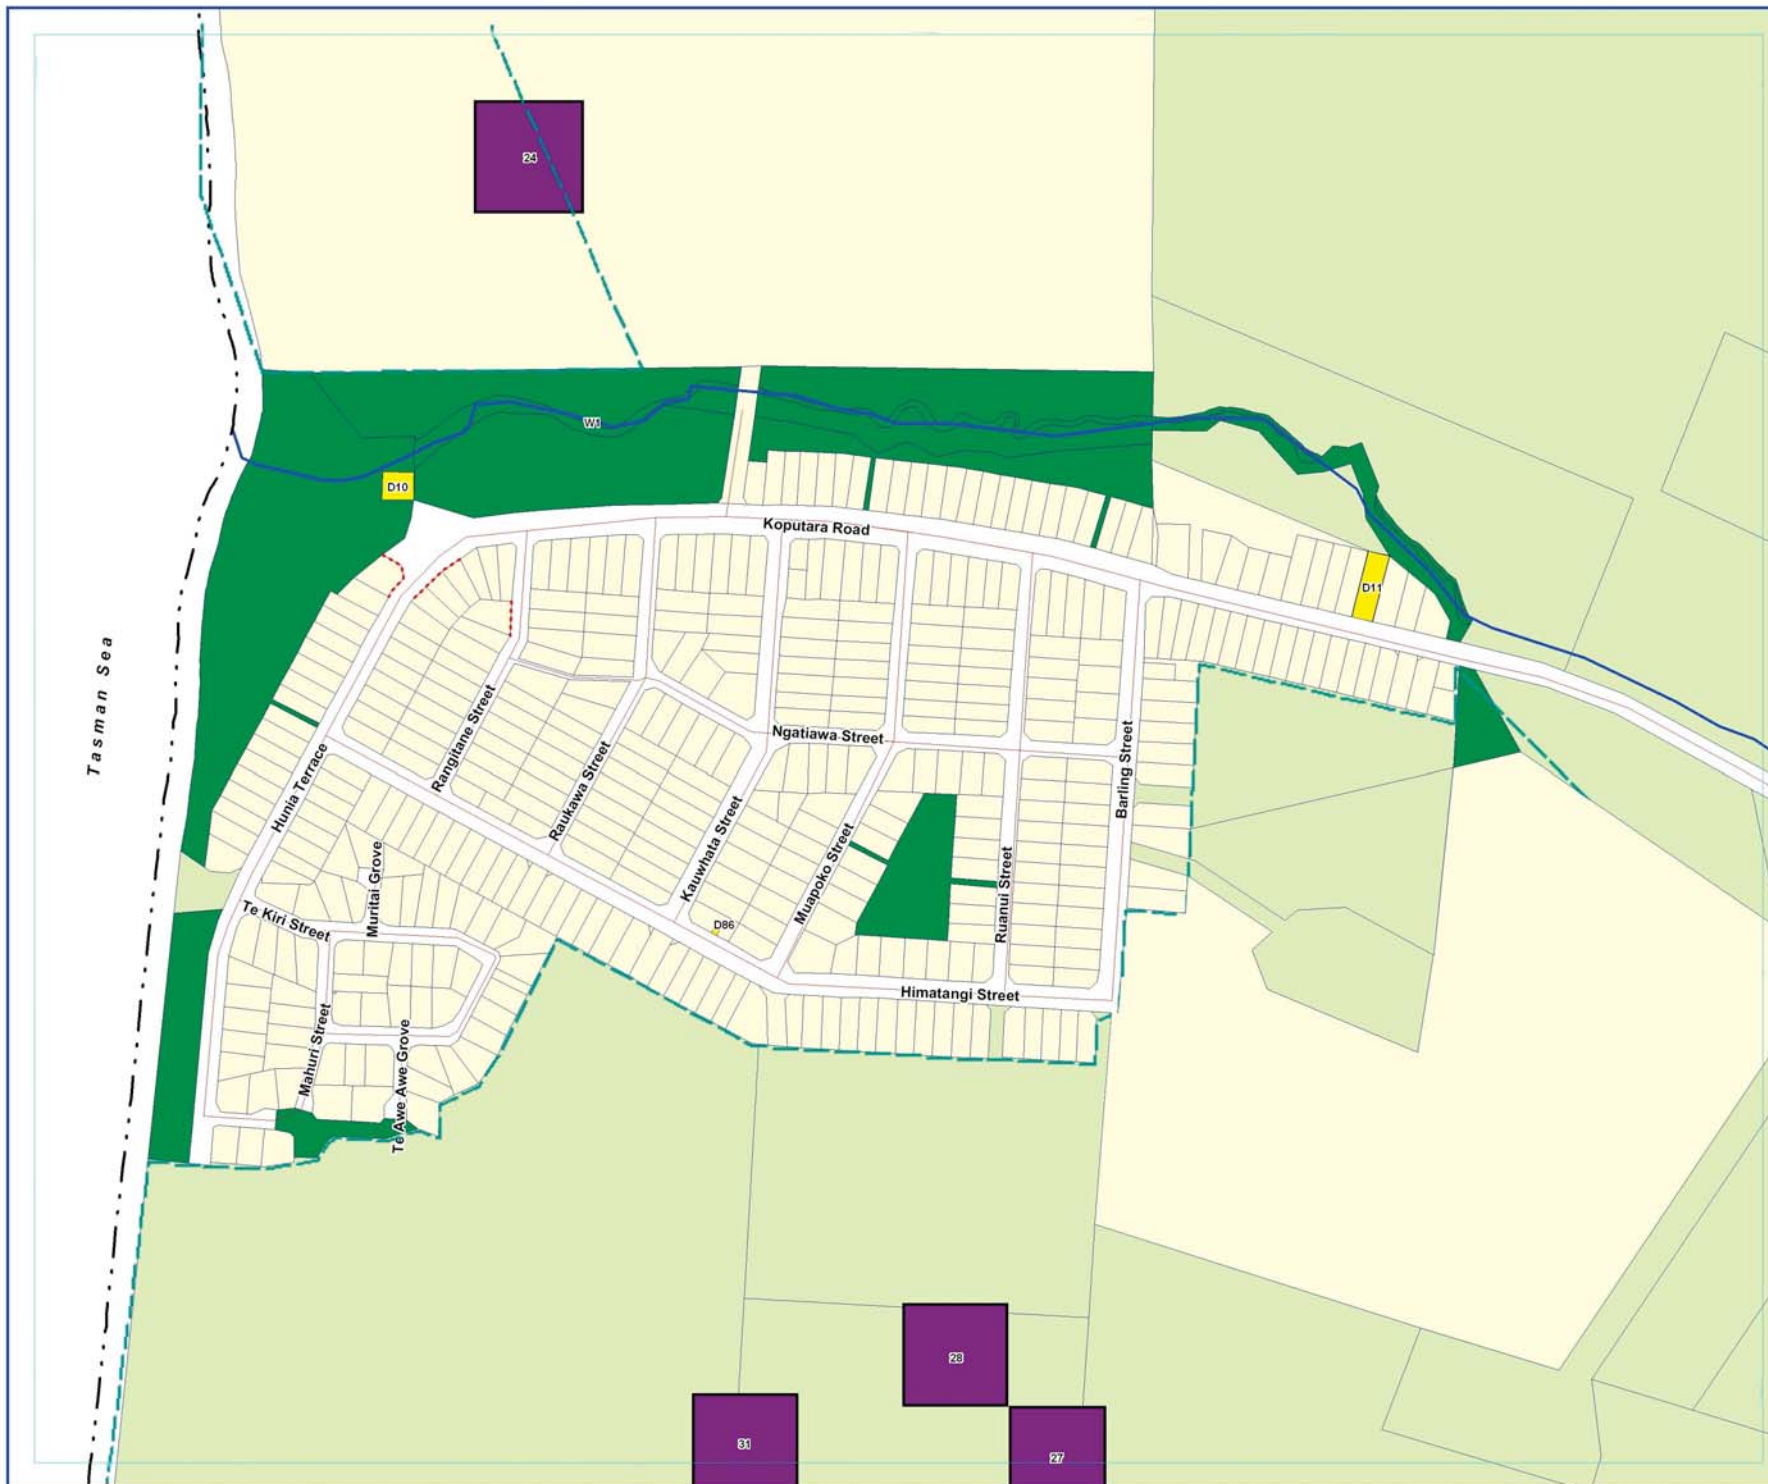 24
W1
D10
Koputara Road
D11
Tasman Sea
Rangitane Street
Ngatiawa Street
Hunia Terrace
Raukawa Street
Barling Street
Kauwhata Street
Muapoko Street
Muritai Grove
Ruanui Street
Te Kiri Street
D86
Himatangi Street
Mahuri Street
Te Awe Awe Grove
28
31
27